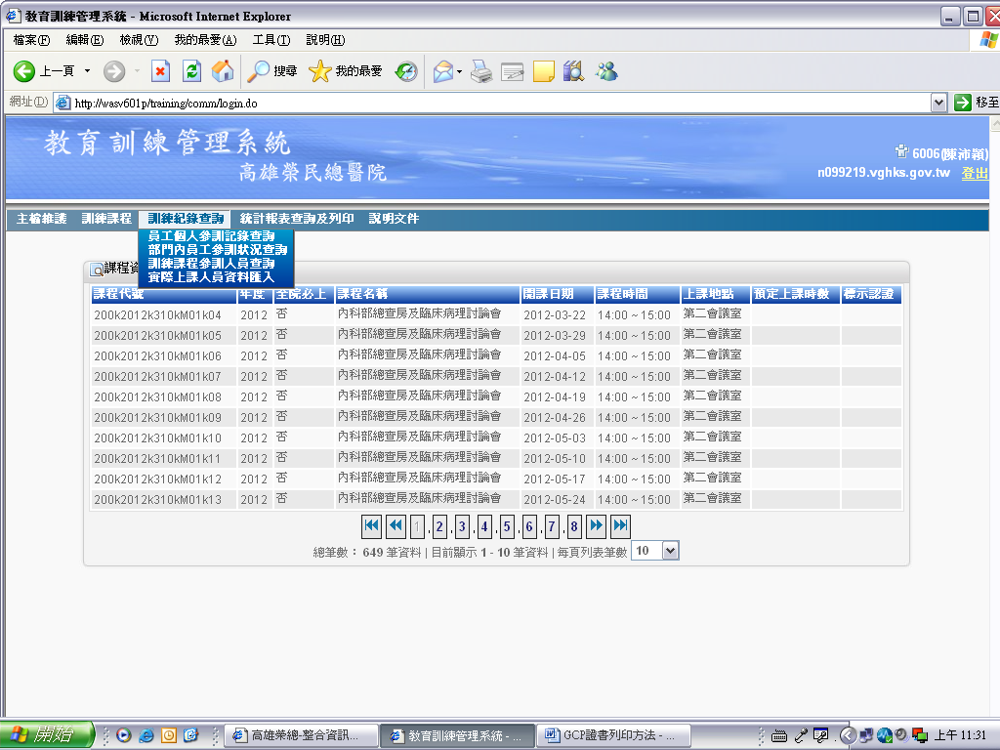 教育訓練管理系統 - Microsoft Internet Explorer
檔案(F) 編輯(E) 檢視(V) 我的最愛(A) 工具(T) 說明(H)
上一頁 搜尋 我的最愛
網址(D) http://wasv601p/training/comm/login.do 移至
教育訓練管理系統
高雄榮民總醫院
6006(陳沛穎)
n099219.vghks.gov.tw 登出
主檔維護 訓練課程 訓練紀錄查詢 統計報表查詢及列印 說明文件
員工個人參訓記錄查詢
部門內員工參訓狀況查詢
訓練課程參訓人員查詢
實際上課人員資料匯入
課程資
課程代號 年度 全院必上 課程名稱 開課日期 課程時間 上課地點 預定上課時數 標示認證
200k2012k310kM01k04 2012 否 內科部總查房及臨床病理討論會 2012-03-22 14:00 ~ 15:00 第二會議室
200k2012k310kM01k05 2012 否 內科部總查房及臨床病理討論會 2012-03-29 14:00 ~ 15:00 第二會議室
200k2012k310kM01k06 2012 否 內科部總查房及臨床病理討論會 2012-04-05 14:00 ~ 15:00 第二會議室
200k2012k310kM01k07 2012 否 內科部總查房及臨床病理討論會 2012-04-12 14:00 ~ 15:00 第二會議室
200k2012k310kM01k08 2012 否 內科部總查房及臨床病理討論會 2012-04-19 14:00 ~ 15:00 第二會議室
200k2012k310kM01k09 2012 否 內科部總查房及臨床病理討論會 2012-04-26 14:00 ~ 15:00 第二會議室
200k2012k310kM01k10 2012 否 內科部總查房及臨床病理討論會 2012-05-03 14:00 ~ 15:00 第二會議室
200k2012k310kM01k11 2012 否 內科部總查房及臨床病理討論會 2012-05-10 14:00 ~ 15:00 第二會議室
200k2012k310kM01k12 2012 否 內科部總查房及臨床病理討論會 2012-05-17 14:00 ~ 15:00 第二會議室
200k2012k310kM01k13 2012 否 內科部總查房及臨床病理討論會 2012-05-24 14:00 ~ 15:00 第二會議室
1 , 2 , 3 , 4 , 5 , 6 , 7 , 8
總筆數： 649 筆資料 | 目前顯示 1 - 10 筆資料 | 每頁列表筆數 10
開始 高雄榮總-整合資訊... 教育訓練管理系統 - ... GCP證書列印方法 - ... 上午 11:31